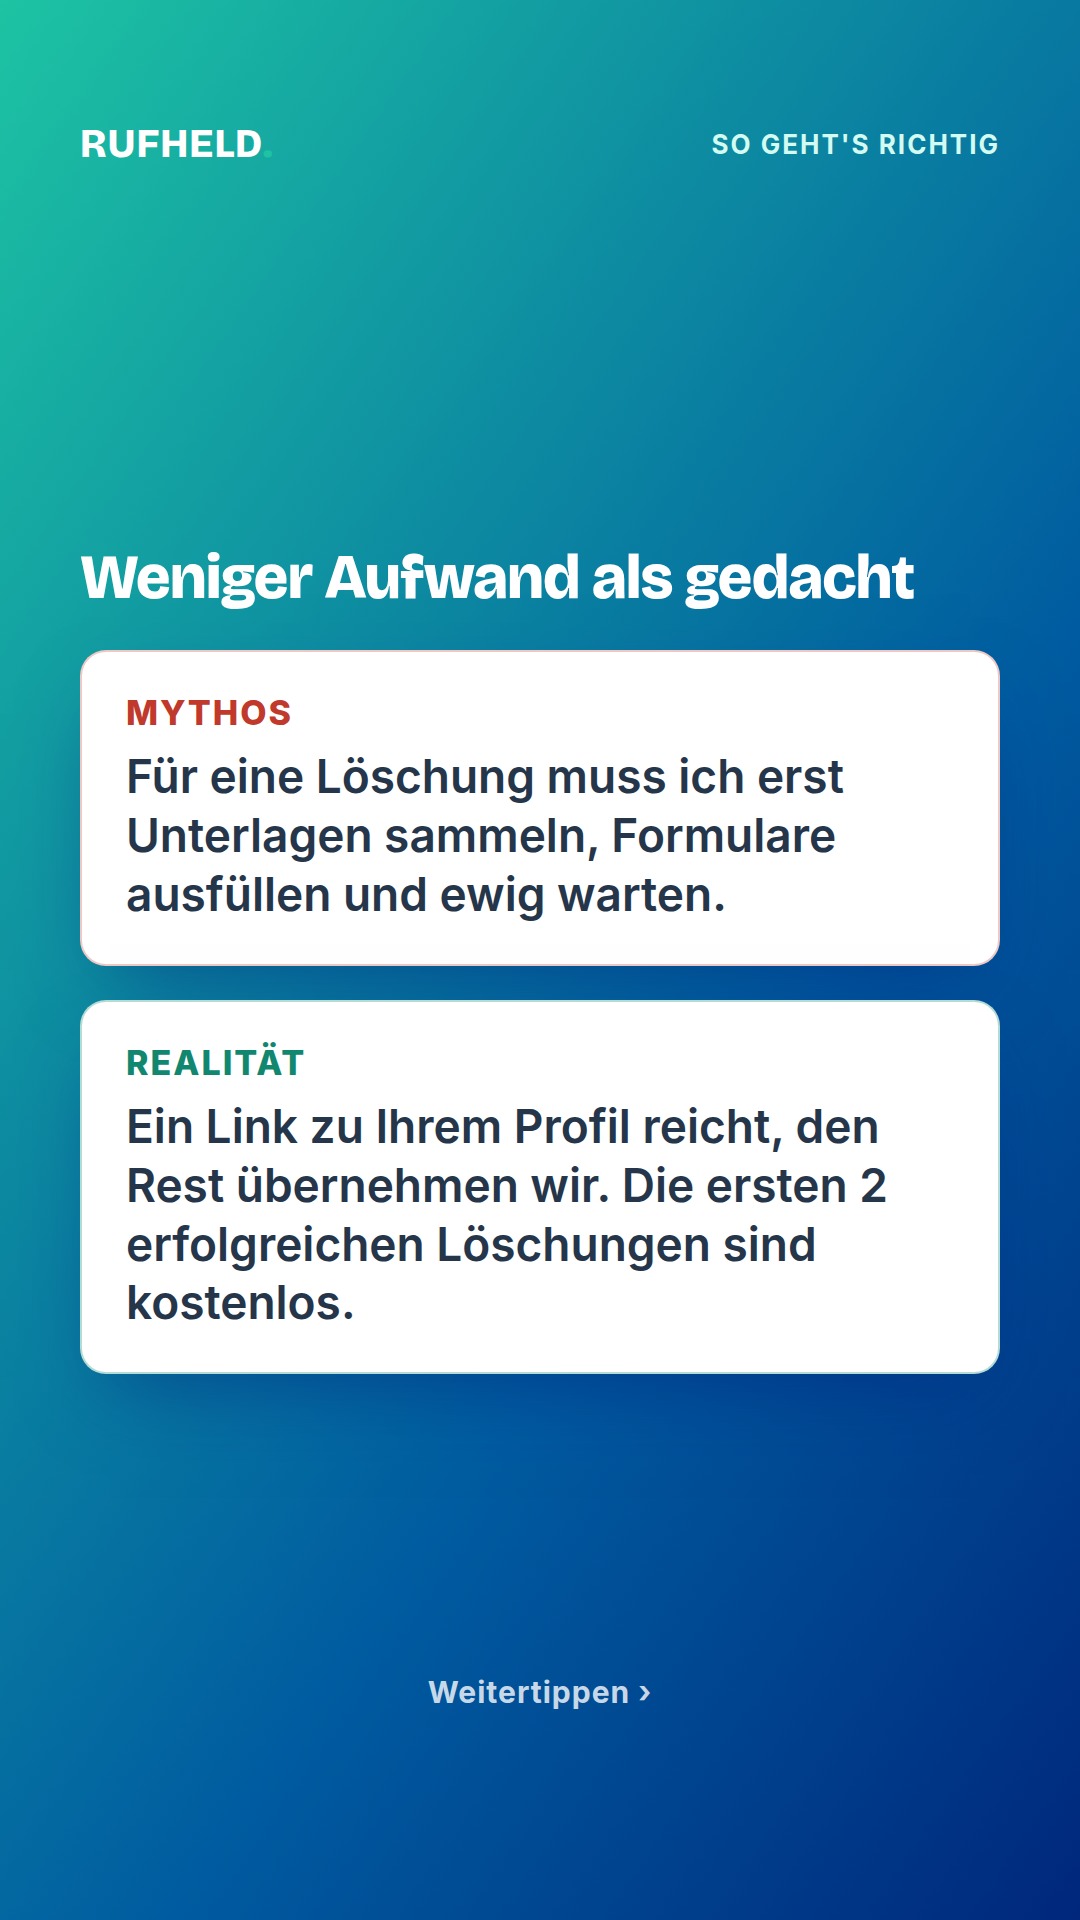 RUFHELD.
SO GEHT'S RICHTIG
Weniger Aufwand als gedacht
MYTHOS
Für eine Löschung muss ich erst
Unterlagen sammeln, Formulare
ausfüllen und ewig warten.
REALITÄT
Ein Link zu Ihrem Profil reicht, den
Rest übernehmen wir. Die ersten 2
erfolgreichen Löschungen sind
kostenlos.
Weitertippen ›